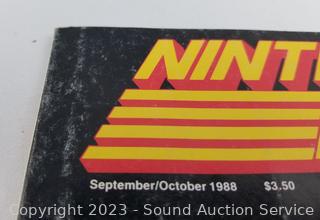 NINT
September/October 1988 $3.50
Copyright 2023 - Sound Auction Service